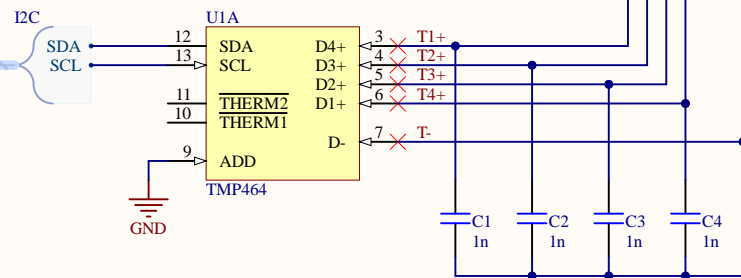 I2C
U1A
SDA
SCL
12
13
11
10
9
SDA
SCL
THERM2
THERM1
ADD
D4+
D3+
D2+
D1+
D-
3
4
5
6
7
T1+
T2+
T3+
T4+
T-
TMP464
GND
C1
1n
C2
1n
C3
1n
C4
1n